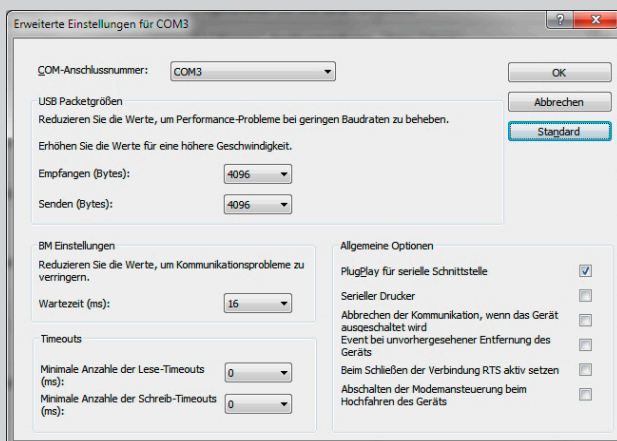 Erweiterte Einstellungen für COM3
COM-Anschlussnummer:
COM3
OK
Abbrechen
Standard
USB Packetgrößen
Reduzieren Sie die Werte, um Performance-Probleme bei geringen Baudraten zu beheben.
Erhöhen Sie die Werte für eine höhere Geschwindigkeit.
Empfangen (Bytes):
4096
Senden (Bytes):
4096
BM Einstellungen
Reduzieren Sie die Werte, um Kommunikationsprobleme zu
verringern.
Wartezeit (ms):
16
Timeouts
Minimale Anzahle der Lese-Timeouts
(ms):
0
Minimale Anzahle der Schreib-Timeouts
(ms):
0
Allgemeine Optionen
PlugPlay für serielle Schnittstelle
Serieller Drucker
Abbrechen der Kommunikation, wenn das Gerät
ausgeschaltet wird
Event bei unvorhergesehener Entfernung des
Geräts
Beim Schließen der Verbindung RTS aktiv setzen
Abschalten der Modemansteuerung beim
Hochfahren des Geräts